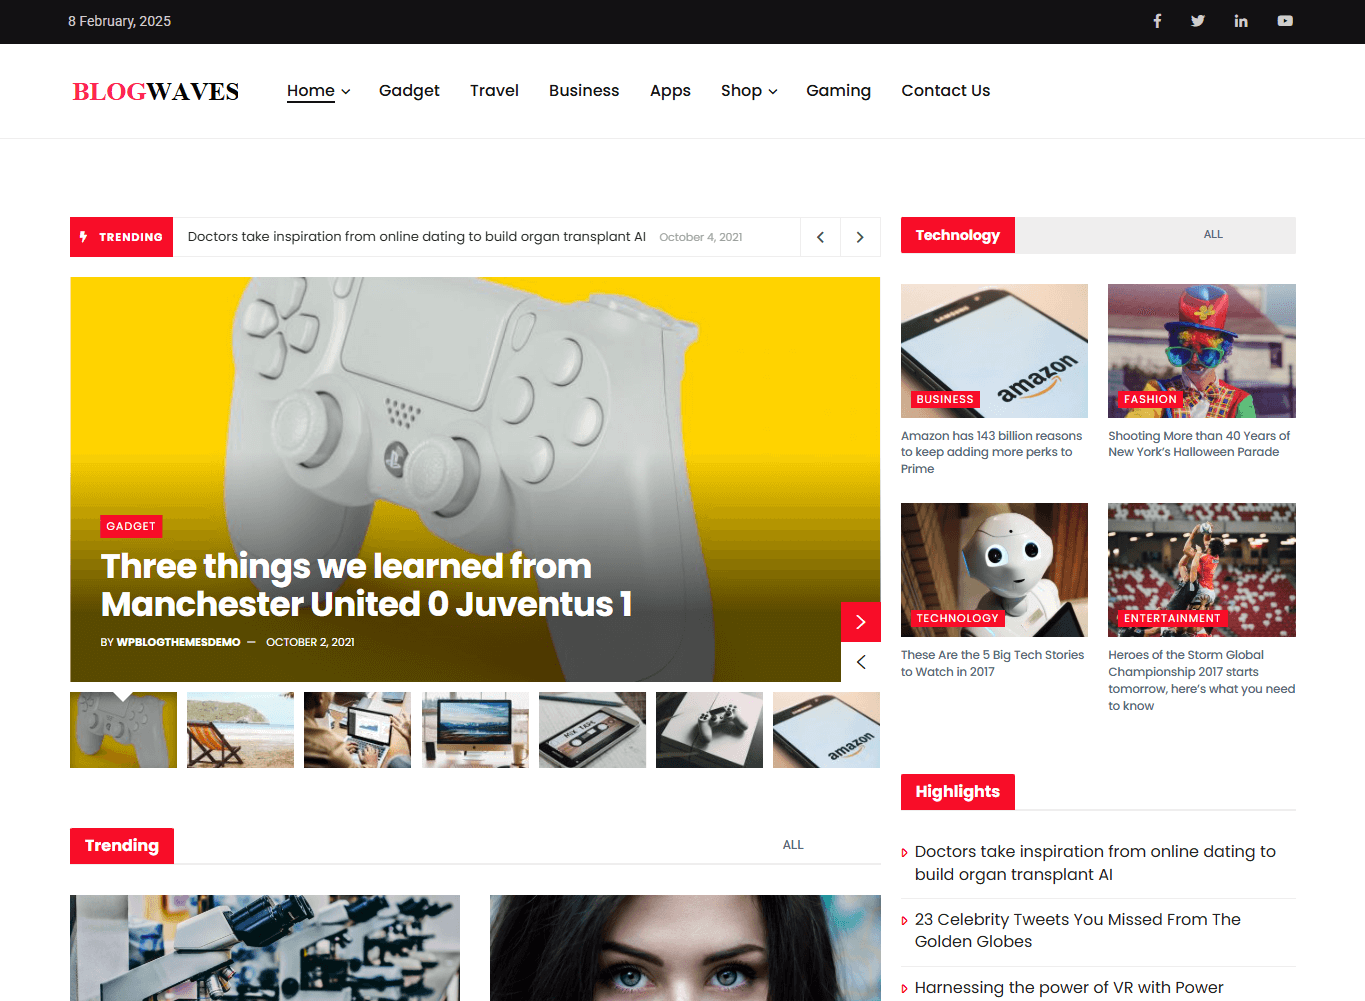 8 February, 2025
BLOGWAVES
Home
Gadget
Travel
Business
Apps
Shop
Gaming
Contact Us
TRENDING
Doctors take inspiration from online dating to build organ transplant AI
October 4, 2021
GADGET
Three things we learned from
Manchester United 0 Juventus 1
BY WPBLOGTHEMESDEMO — OCTOBER 2, 2021
MIX TAPE
amazon
Trending
ALL
Technology
ALL
SAMSUNG
amazon
BUSINESS
Amazon has 143 billion reasons
to keep adding more perks to
Prime
FASHION
Shooting More than 40 Years of
New York’s Halloween Parade
TECHNOLOGY
These Are the 5 Big Tech Stories
to Watch in 2017
ENTERTAINMENT
Heroes of the Storm Global
Championship 2017 starts
tomorrow, here’s what you need
to know
Highlights
Doctors take inspiration from online dating to
build organ transplant AI
23 Celebrity Tweets You Missed From The
Golden Globes
Harnessing the power of VR with Power